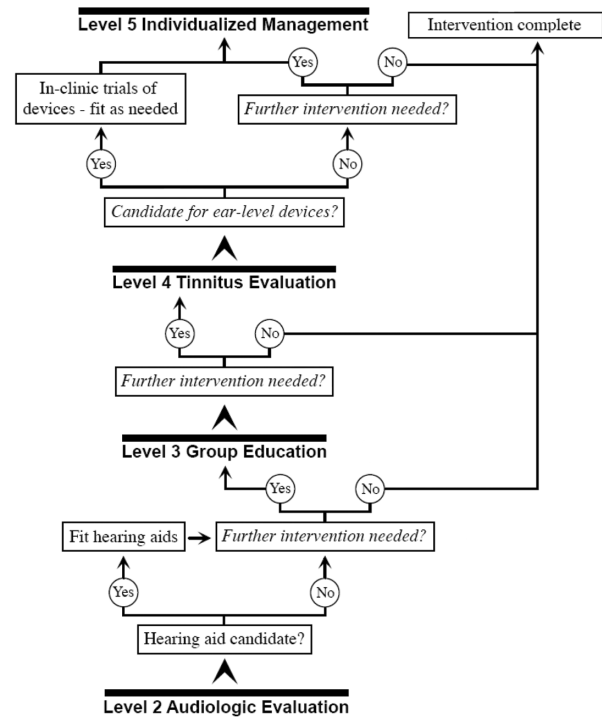 Level 5 Individualized Management
Intervention complete
Yes
No
In-clinic trials of
devices - fit as needed
Further intervention needed?
Yes
No
Candidate for ear-level devices?
Level 4 Tinnitus Evaluation
Yes
No
Further intervention needed?
Level 3 Group Education
Yes
No
Fit hearing aids
Further intervention needed?
Yes
No
Hearing aid candidate?
Level 2 Audiologic Evaluation